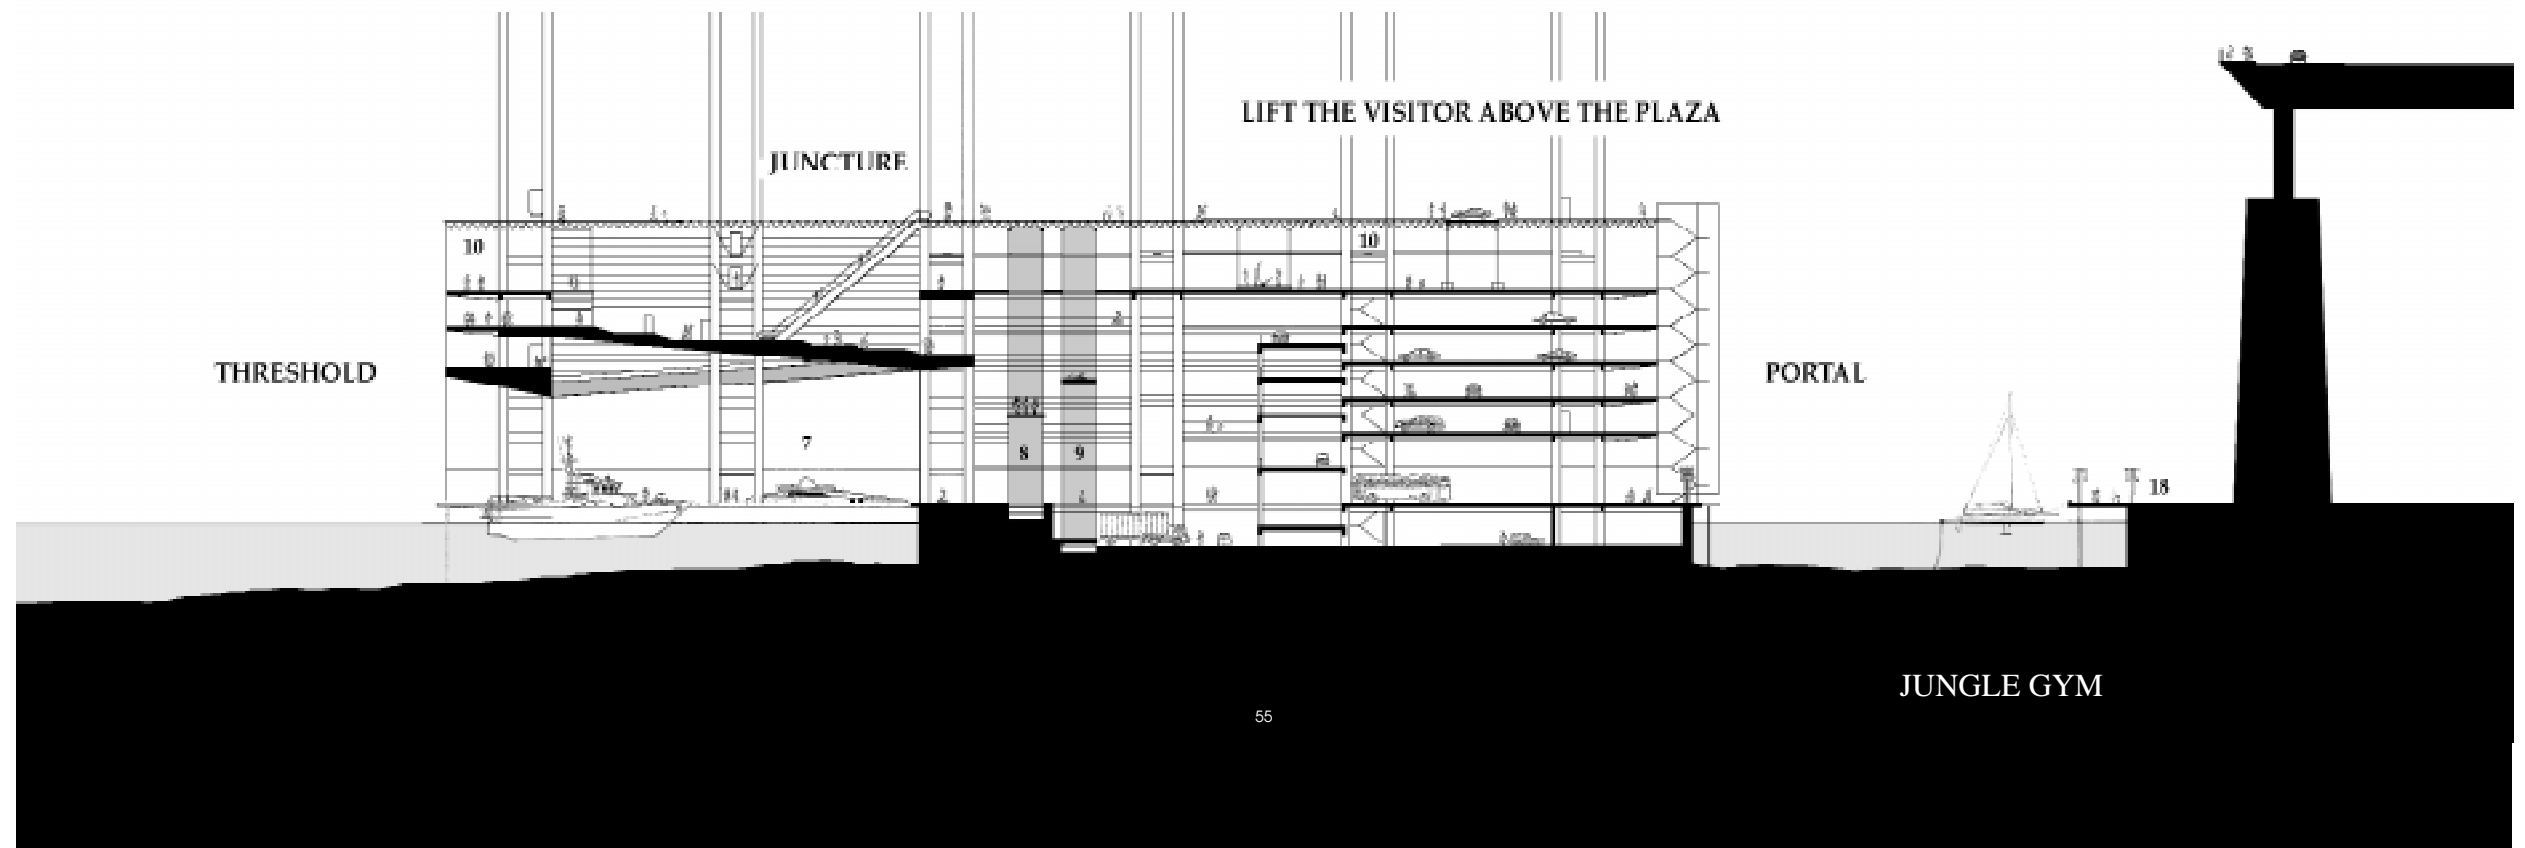 LIFT THE VISITOR ABOVE THE PLAZA
JUNCTURE
10
10
THRESHOLD
PORTAL
7
8
9
18
JUNGLE GYM
55